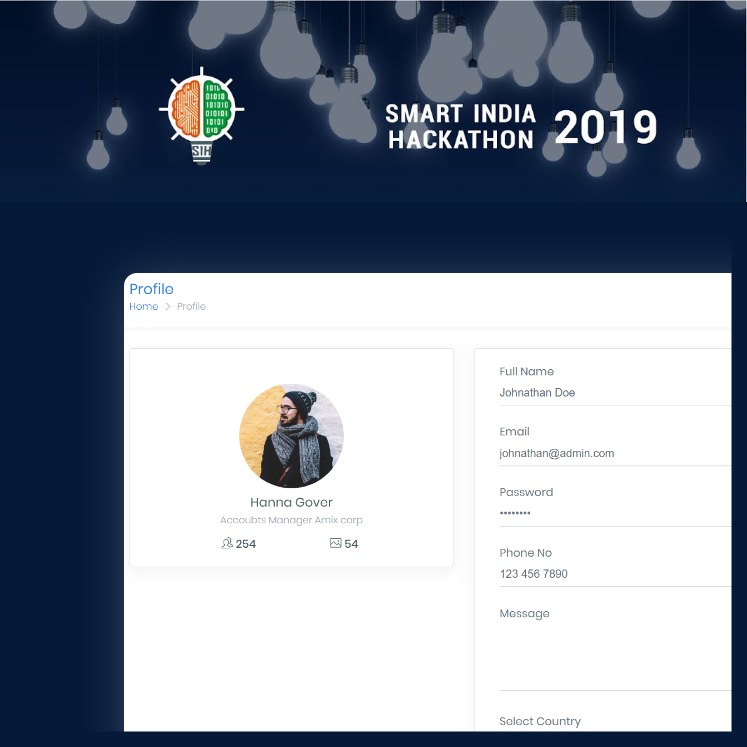 1016
01010
101010
010101
10101
010
SIH
SMART INDIA
HACKATHON 2019
Profile
Home > Profile
Hanna Gover
Accoubts Manager Amix corp
254 54
Full Name
Johnathan Doe
Email
johnathan@admin.com
Password
••••••••
Phone No
123 456 7890
Message
Select Country